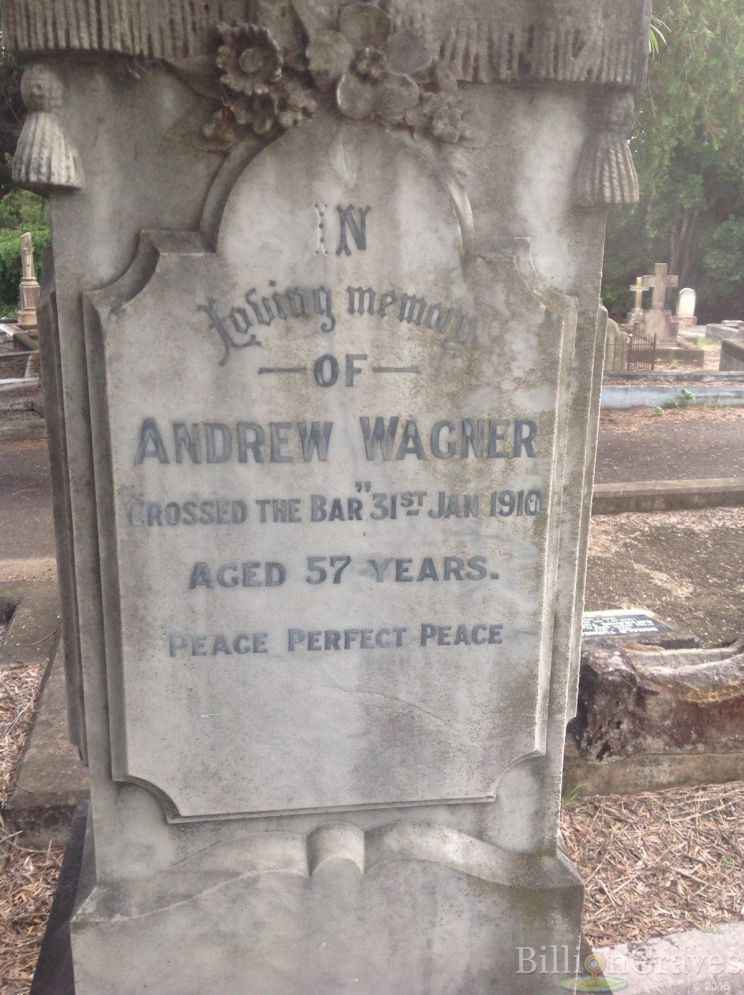 IN
Loving memory
— OF —
ANDREW WAGNER
CROSSED THE BAR" 31ST JAN 1910
AGED 57 YEARS.
PEACE PERFECT PEACE
BillionGraves
© 2016